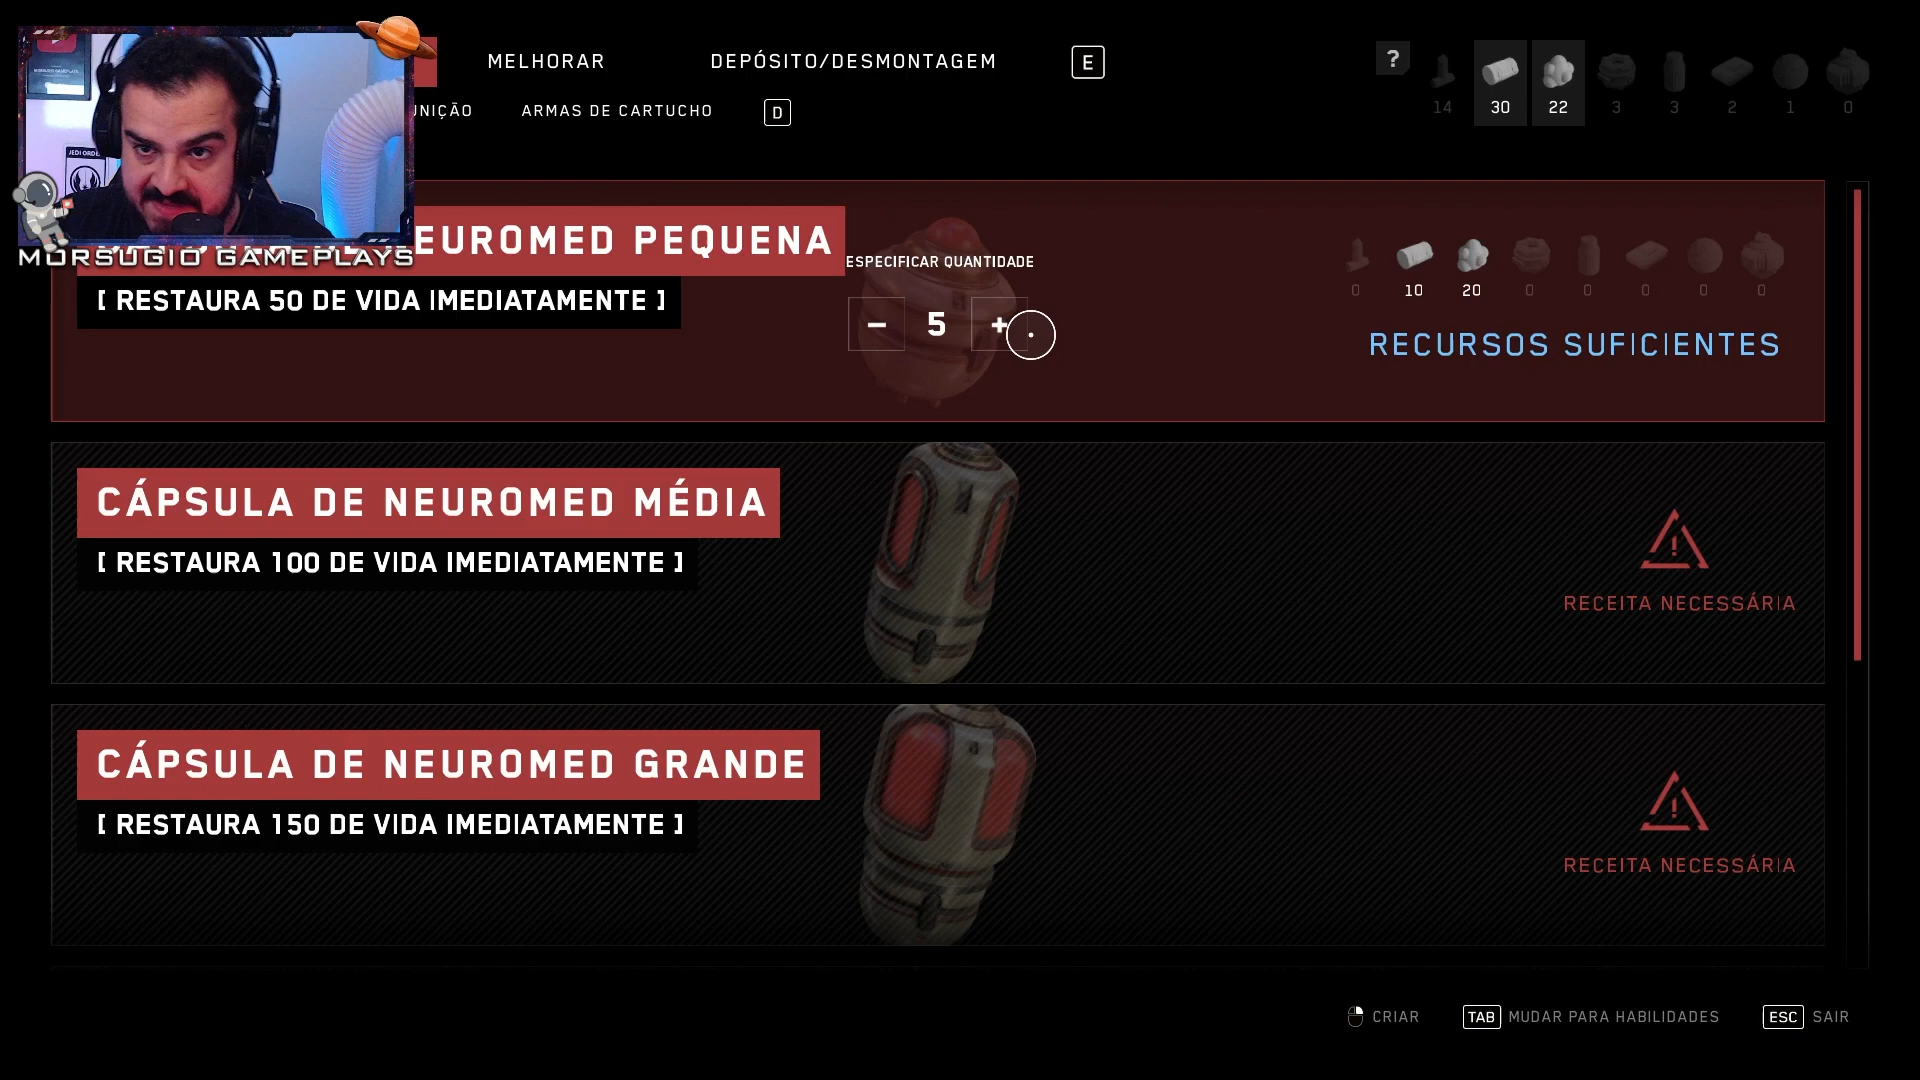 MELHORAR
DEPÓSITO/DESMONTAGEM
E
?
14
30
22
3
3
2
1
0
ARMAS DE CARTUCHO
D
JEDI ORDER
MORSUGIO GAMEPLAYS
NEUROMED PEQUENA
[ RESTAURA 50 DE VIDA IMEDIATAMENTE ]
ESPECIFICAR QUANTIDADE
− 5 +
0
10
20
0
0
0
0
0
RECURSOS SUFICIENTES
CÁPSULA DE NEUROMED MÉDIA
[ RESTAURA 100 DE VIDA IMEDIATAMENTE ]
RECEITA NECESSÁRIA
CÁPSULA DE NEUROMED GRANDE
[ RESTAURA 150 DE VIDA IMEDIATAMENTE ]
RECEITA NECESSÁRIA
CRIAR
TAB MUDAR PARA HABILIDADES
ESC SAIR